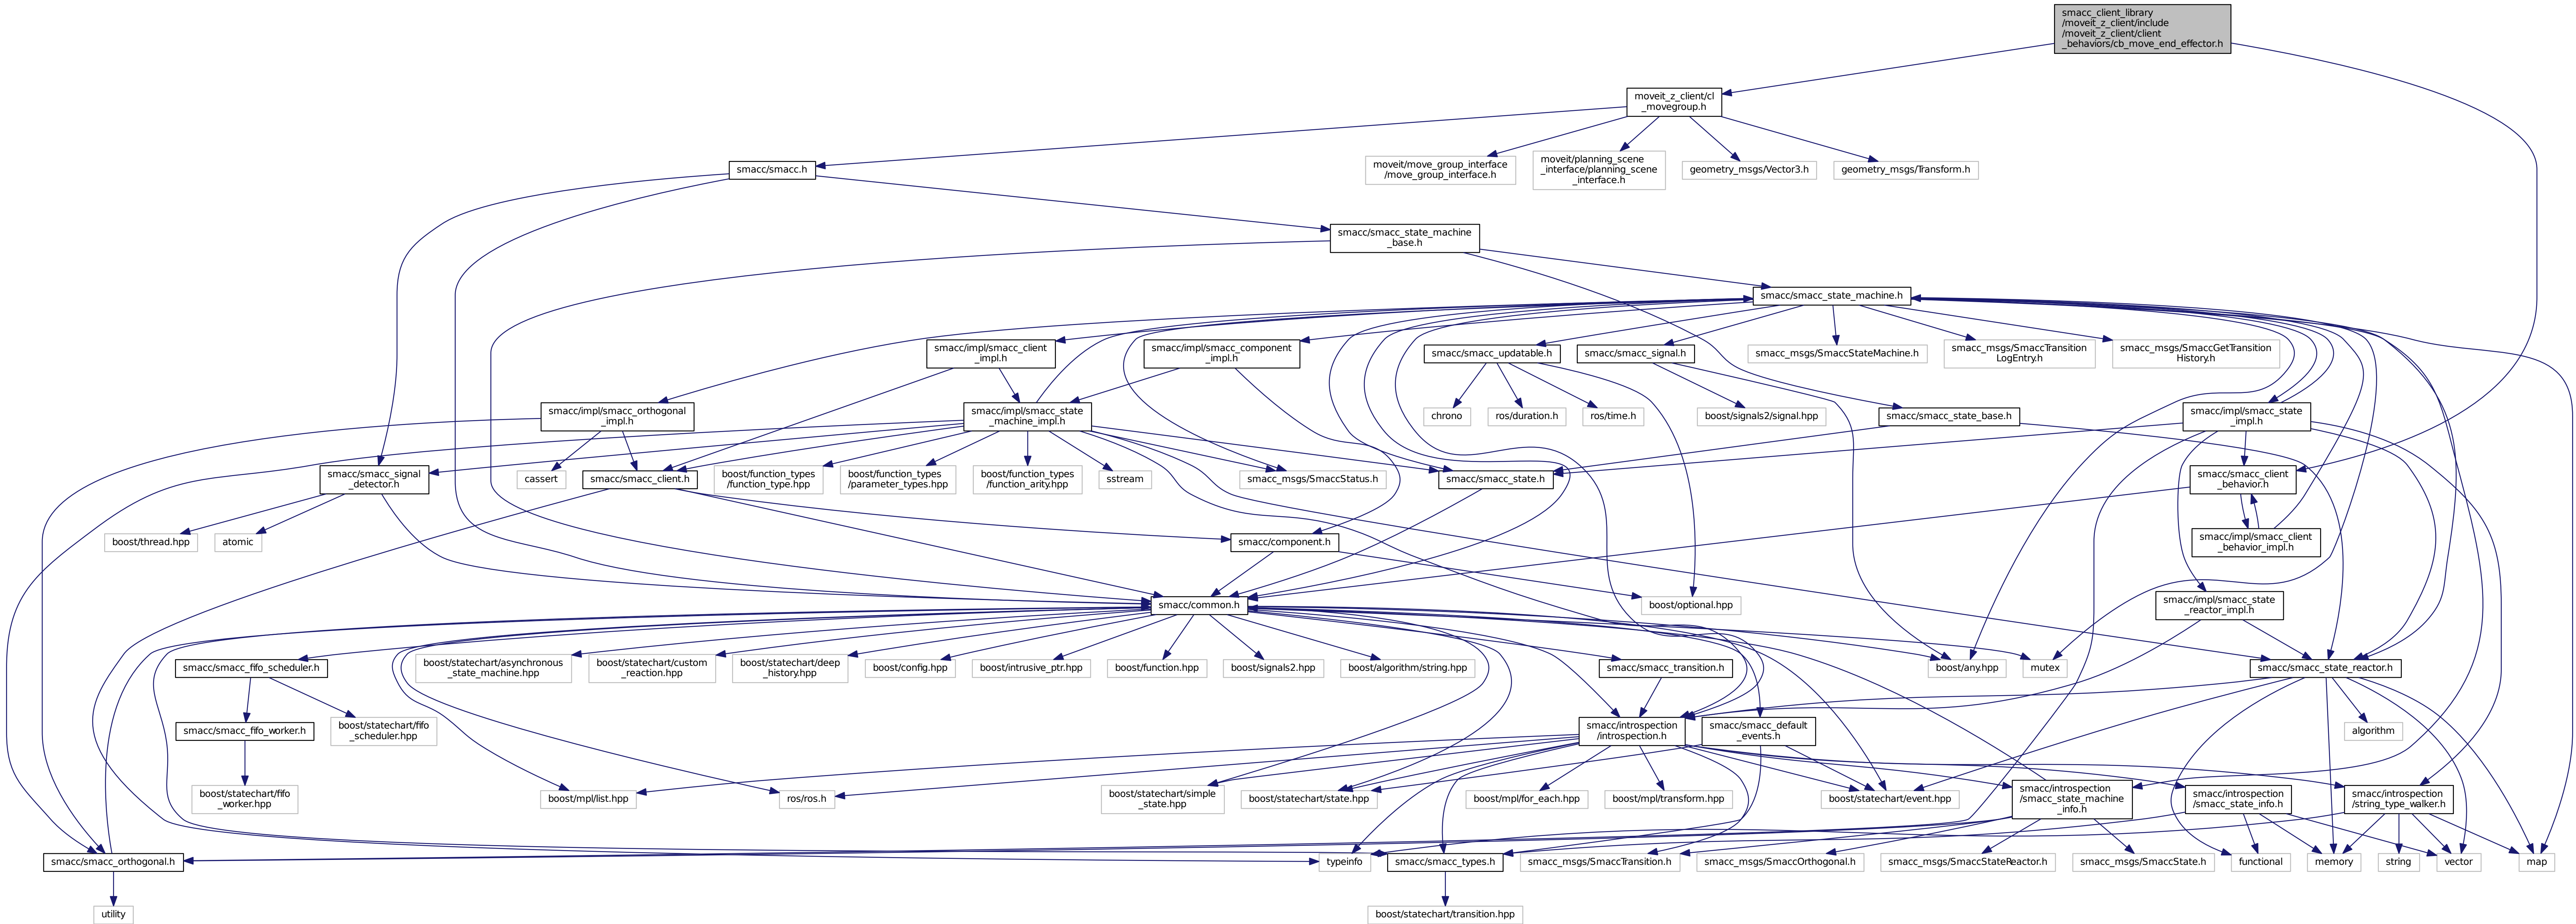 smacc_client_library
/moveit_z_client/include
/moveit_z_client/client
_behaviors/cb_move_end_effector.h
moveit_z_client/cl
_movegroup.h
smacc/smacc.h
moveit/move_group_interface
/move_group_interface.h
moveit/planning_scene
_interface/planning_scene
_interface.h
geometry_msgs/Vector3.h
geometry_msgs/Transform.h
smacc/smacc_state_machine
_base.h
smacc/smacc_state_machine.h
smacc/impl/smacc_client
_impl.h
smacc/impl/smacc_component
_impl.h
smacc/smacc_updatable.h
smacc/smacc_signal.h
smacc_msgs/SmaccStateMachine.h
smacc_msgs/SmaccTransition
LogEntry.h
smacc_msgs/SmaccGetTransition
History.h
smacc/impl/smacc_orthogonal
_impl.h
smacc/impl/smacc_state
_machine_impl.h
chrono
ros/duration.h
ros/time.h
boost/signals2/signal.hpp
smacc/smacc_state_base.h
smacc/impl/smacc_state
_impl.h
smacc/smacc_signal
_detector.h
cassert
smacc/smacc_client.h
boost/function_types
/function_type.hpp
boost/function_types
/parameter_types.hpp
boost/function_types
/function_arity.hpp
sstream
smacc_msgs/SmaccStatus.h
smacc/smacc_state.h
smacc/smacc_client
_behavior.h
boost/thread.hpp
atomic
smacc/component.h
smacc/impl/smacc_client
_behavior_impl.h
smacc/common.h
boost/optional.hpp
smacc/impl/smacc_state
_reactor_impl.h
smacc/smacc_fifo_scheduler.h
boost/statechart/asynchronous
_state_machine.hpp
boost/statechart/custom
_reaction.hpp
boost/statechart/deep
_history.hpp
boost/config.hpp
boost/intrusive_ptr.hpp
boost/function.hpp
boost/signals2.hpp
boost/algorithm/string.hpp
smacc/smacc_transition.h
boost/any.hpp
mutex
smacc/smacc_state_reactor.h
smacc/smacc_fifo_worker.h
boost/statechart/fifo
_scheduler.hpp
smacc/introspection
/introspection.h
smacc/smacc_default
_events.h
algorithm
boost/statechart/fifo
_worker.hpp
boost/mpl/list.hpp
ros/ros.h
boost/statechart/simple
_state.hpp
boost/statechart/state.hpp
boost/mpl/for_each.hpp
boost/mpl/transform.hpp
boost/statechart/event.hpp
smacc/introspection
/smacc_state_machine
_info.h
smacc/introspection
/smacc_state_info.h
smacc/introspection
/string_type_walker.h
smacc/smacc_orthogonal.h
typeinfo
smacc/smacc_types.h
smacc_msgs/SmaccTransition.h
smacc_msgs/SmaccOrthogonal.h
smacc_msgs/SmaccStateReactor.h
smacc_msgs/SmaccState.h
functional
memory
string
vector
map
utility
boost/statechart/transition.hpp